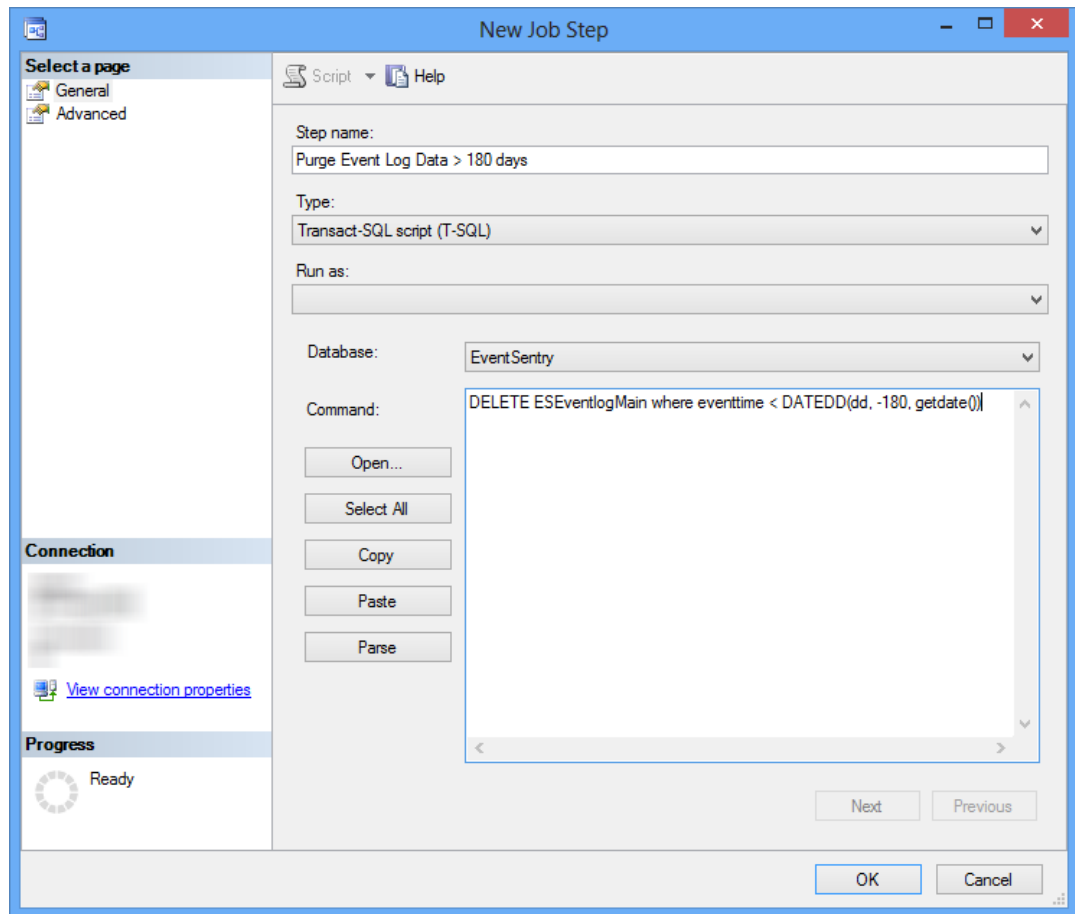 New Job Step
Select a page
General
Advanced
Script
Help
Step name:
Purge Event Log Data > 180 days
Type:
Transact-SQL script (T-SQL)
Run as:
Database:
EventSentry
Command:
DELETE ESEventlogMain where eventtime < DATEDD(dd, -180, getdate())
Open...
Select All
Copy
Paste
Parse
Connection
View connection properties
Progress
Ready
Next
Previous
OK
Cancel